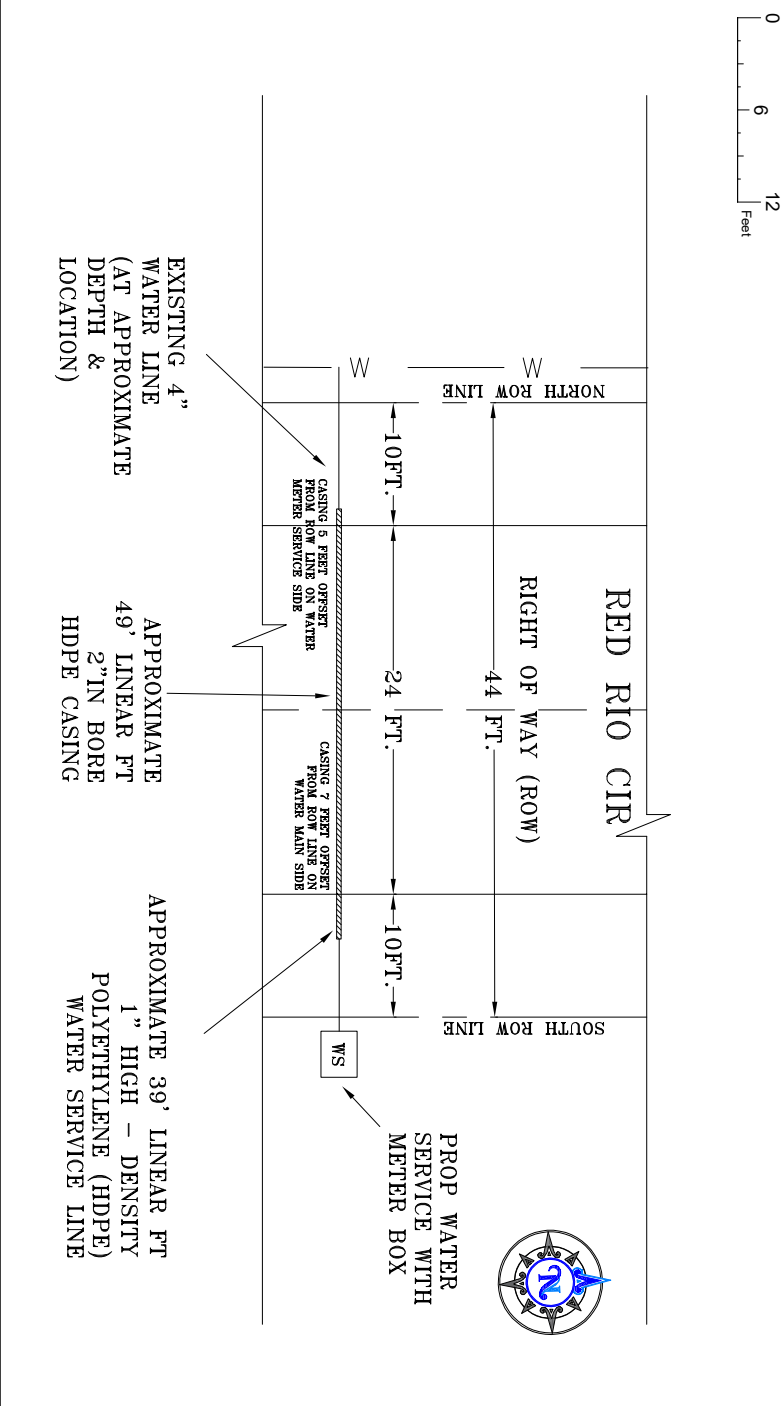 0
6
12
Feet
RED RIO CIR
RIGHT OF WAY (ROW)
NORTH ROW LINE
SOUTH ROW LINE
W
W
44 FT.
10FT.
24 FT.
10FT.
CASING 5 FEET OFFSET
FROM ROW LINE ON WATER
METER SERVICE SIDE
CASING 7 FEET OFFSET
FROM ROW LINE ON
WATER MAIN SIDE
WS
N
PROP WATER
SERVICE WITH
METER BOX
EXISTING 4"
WATER LINE
(AT APPROXIMATE
DEPTH &
LOCATION)
APPROXIMATE
49' LINEAR FT
2"IN BORE
HDPE CASING
APPROXIMATE 39' LINEAR FT
1" HIGH - DENSITY
POLYETHYLENE (HDPE)
WATER SERVICE LINE